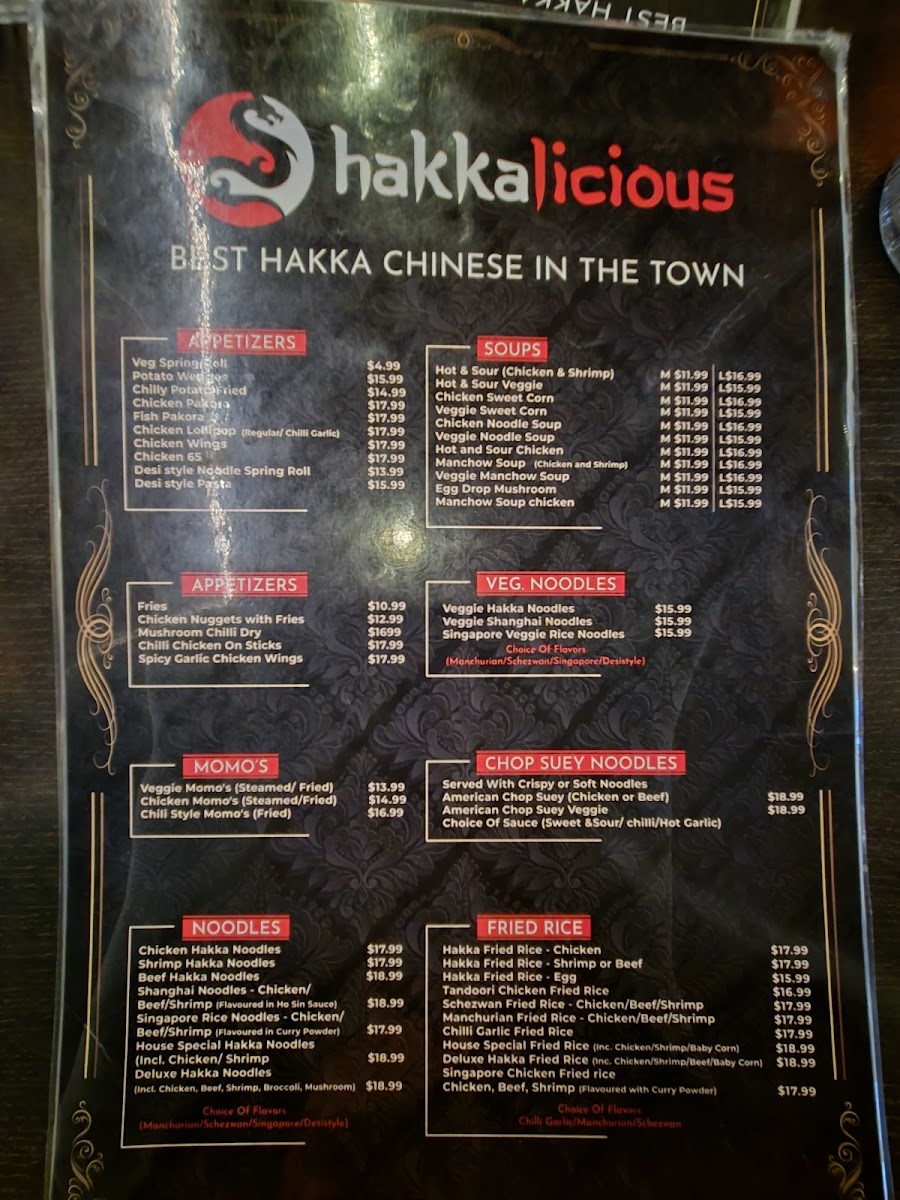 BEST HAKKA
hakkalicious
BEST HAKKA CHINESE IN THE TOWN
APPETIZERS
Veg Spring Roll $4.99
Potato Wedges $15.99
Chilly Potato Fried $14.99
Chicken Pakora $17.99
Fish Pakora $17.99
Chicken Lollipop (Regular/ Chilli Garlic) $17.99
Chicken Wings $17.99
Chicken 65 $17.99
Desi style Noodle Spring Roll $13.99
Desi style Pasta $15.99
SOUPS
Hot & Sour (Chicken & Shrimp) M $11.99 L$16.99
Hot & Sour Veggie M $11.99 L$15.99
Chicken Sweet Corn M $11.99 L$16.99
Veggie Sweet Corn M $11.99 L$15.99
Chicken Noodle Soup M $11.99 L$16.99
Veggie Noodle Soup M $11.99 L$15.99
Hot and Sour Chicken M $11.99 L$16.99
Manchow Soup (Chicken and Shrimp) M $11.99 L$16.99
Veggie Manchow Soup M $11.99 L$16.99
Egg Drop Mushroom M $11.99 L$15.99
Manchow Soup chicken M $11.99 L$15.99
APPETIZERS
Fries $10.99
Chicken Nuggets with Fries $12.99
Mushroom Chilli Dry $1699
Chilli Chicken On Sticks $17.99
Spicy Garlic Chicken Wings $17.99
VEG. NOODLES
Veggie Hakka Noodles $15.99
Veggie Shanghai Noodles $15.99
Singapore Veggie Rice Noodles $15.99
Choice Of Flavors
(Manchurian/Schezwan/Singapore/Desistyle)
MOMO'S
Veggie Momo's (Steamed/ Fried) $13.99
Chicken Momo's (Steamed/Fried) $14.99
Chili Style Momo's (Fried) $16.99
CHOP SUEY NOODLES
Served With Crispy or Soft Noodles
American Chop Suey (Chicken or Beef) $18.99
American Chop Suey Veggie $18.99
Choice Of Sauce (Sweet &Sour/ chilli/Hot Garlic)
NOODLES
Chicken Hakka Noodles $17.99
Shrimp Hakka Noodles $17.99
Beef Hakka Noodles $18.99
Shanghai Noodles - Chicken/
Beef/Shrimp (Flavoured in Ho Sin Sauce) $18.99
Singapore Rice Noodles - Chicken/
Beef/Shrimp (Flavoured in Curry Powder) $17.99
House Special Hakka Noodles
(Incl. Chicken/ Shrimp $18.99
Deluxe Hakka Noodles
(Incl. Chicken, Beef, Shrimp, Broccoli, Mushroom) $18.99
Choice Of Flavors
(Manchurian/Schezwan/Singapore/Desistyle)
FRIED RICE
Hakka Fried Rice - Chicken $17.99
Hakka Fried Rice - Shrimp or Beef $17.99
Hakka Fried Rice - Egg $15.99
Tandoori Chicken Fried Rice $16.99
Schezwan Fried Rice - Chicken/Beef/Shrimp $17.99
Manchurian Fried Rice - Chicken/Beef/Shrimp $17.99
Chilli Garlic Fried Rice $17.99
House Special Fried Rice (Inc. Chicken/Shrimp/Baby Corn) $18.99
Deluxe Hakka Fried Rice (Inc. Chicken/Shrimp/Beef/Baby Corn) $18.99
Singapore Chicken Fried rice
Chicken, Beef, Shrimp (Flavoured with Curry Powder) $17.99
Choice Of Flavors
Chilli Garlic/Manchurian/Schezwan